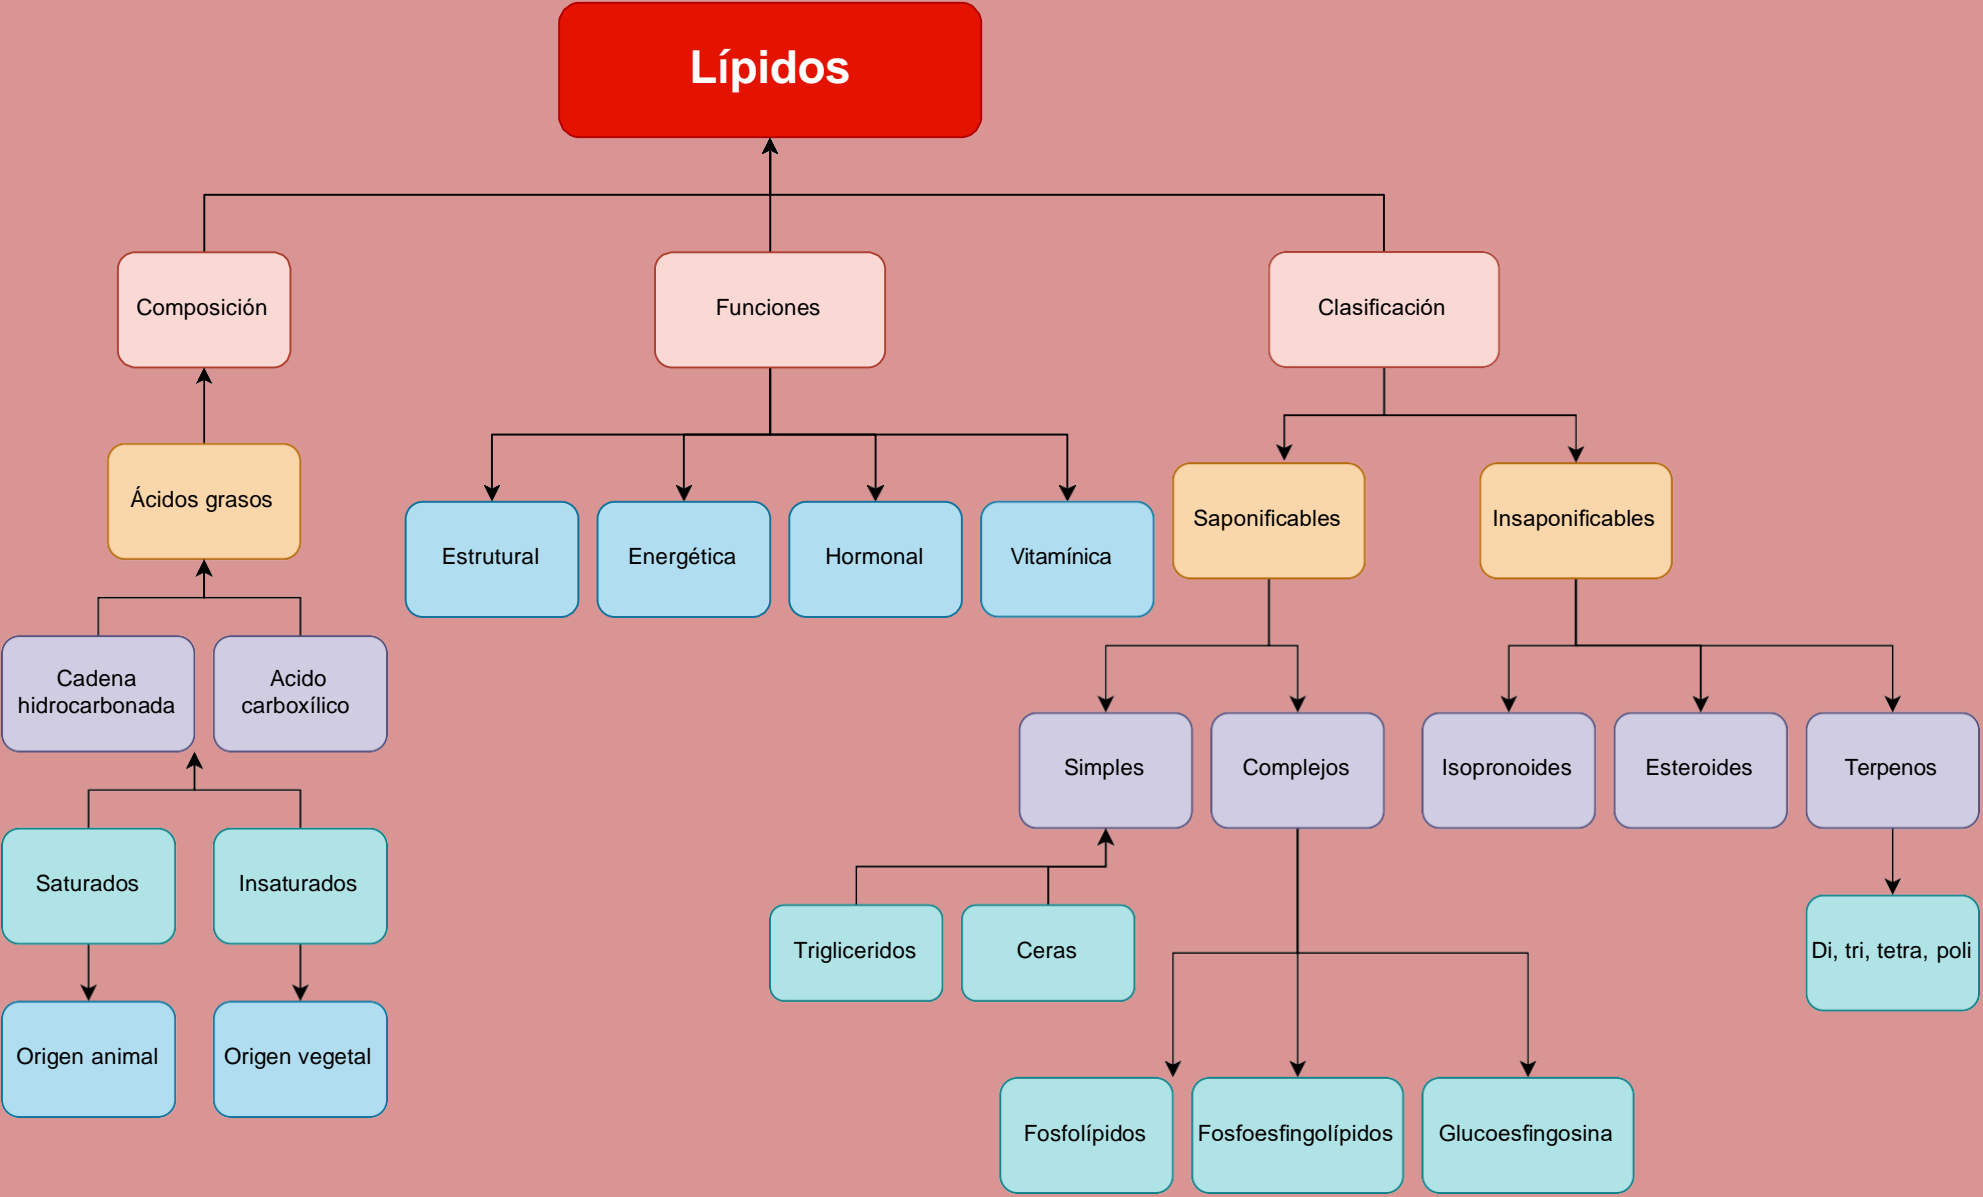 Lípidos
Composición
Funciones
Clasificación
Ácidos grasos
Estrutural
Energética
Hormonal
Vitamínica
Saponificables
Insaponificables
Cadena
hidrocarbonada
Acido
carboxílico
Simples
Complejos
Isopronoides
Esteroides
Terpenos
Saturados
Insaturados
Trigliceridos
Ceras
Di, tri, tetra, poli
Origen animal
Origen vegetal
Fosfolípidos
Fosfoesfingolípidos
Glucoesfingosina